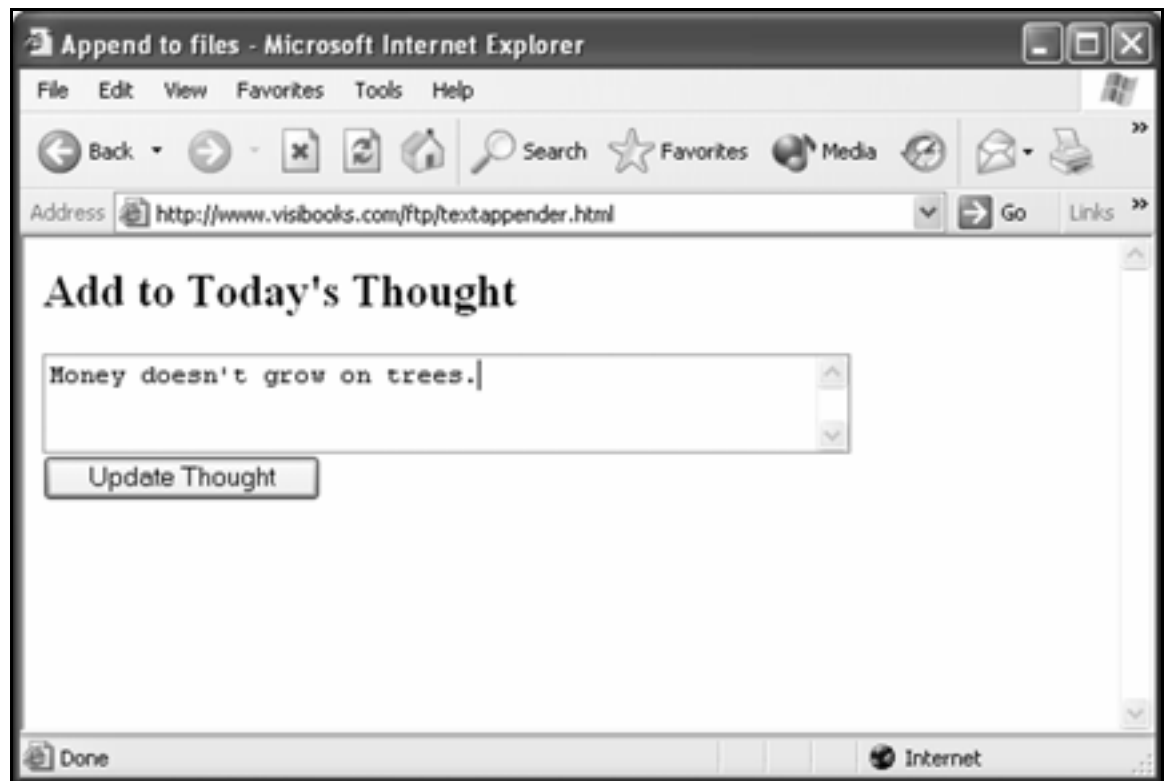 Append to files - Microsoft Internet Explorer
File Edit View Favorites Tools Help
Back Search Favorites Media
Address http://www.visibooks.com/ftp/textappender.html Go Links
Add to Today's Thought
Money doesn't grow on trees.
Update Thought
Done Internet